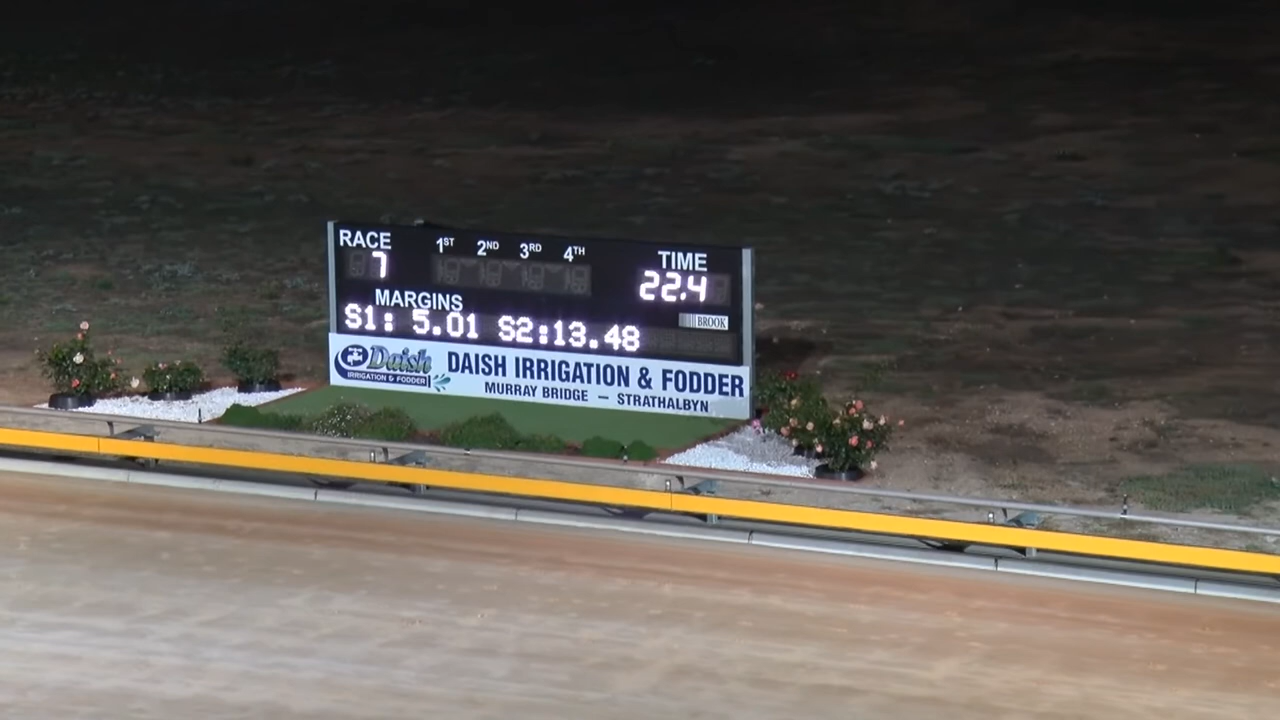 RACE 1ST 2ND 3RD 4TH TIME
7 22.4
MARGINS
BROOK
S1: 5.01 S2:13.48
Daish
IRRIGATION & FODDER
DAISH IRRIGATION & FODDER
MURRAY BRIDGE — STRATHALBYN